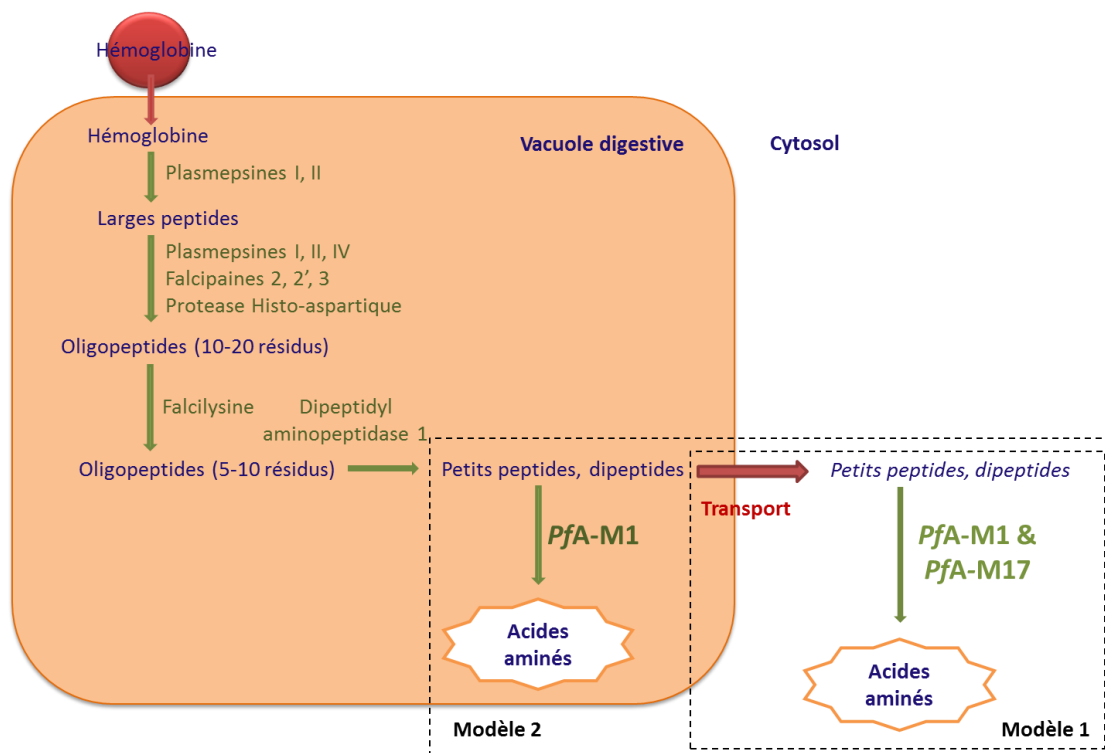 Hémoglobine
Hémoglobine
Vacuole digestive
Cytosol
Plasmepsines I, II
Larges peptides
Plasmepsines I, II, IV
Falcipaines 2, 2’, 3
Protease Histo-aspartique
Oligopeptides (10-20 résidus)
Falcilysine
Dipeptidyl
aminopeptidase 1
Oligopeptides (5-10 résidus)
Petits peptides, dipeptides
Petits peptides, dipeptides
Transport
PfA-M1
PfA-M1 &
PfA-M17
Acides
aminés
Acides
aminés
Modèle 2
Modèle 1